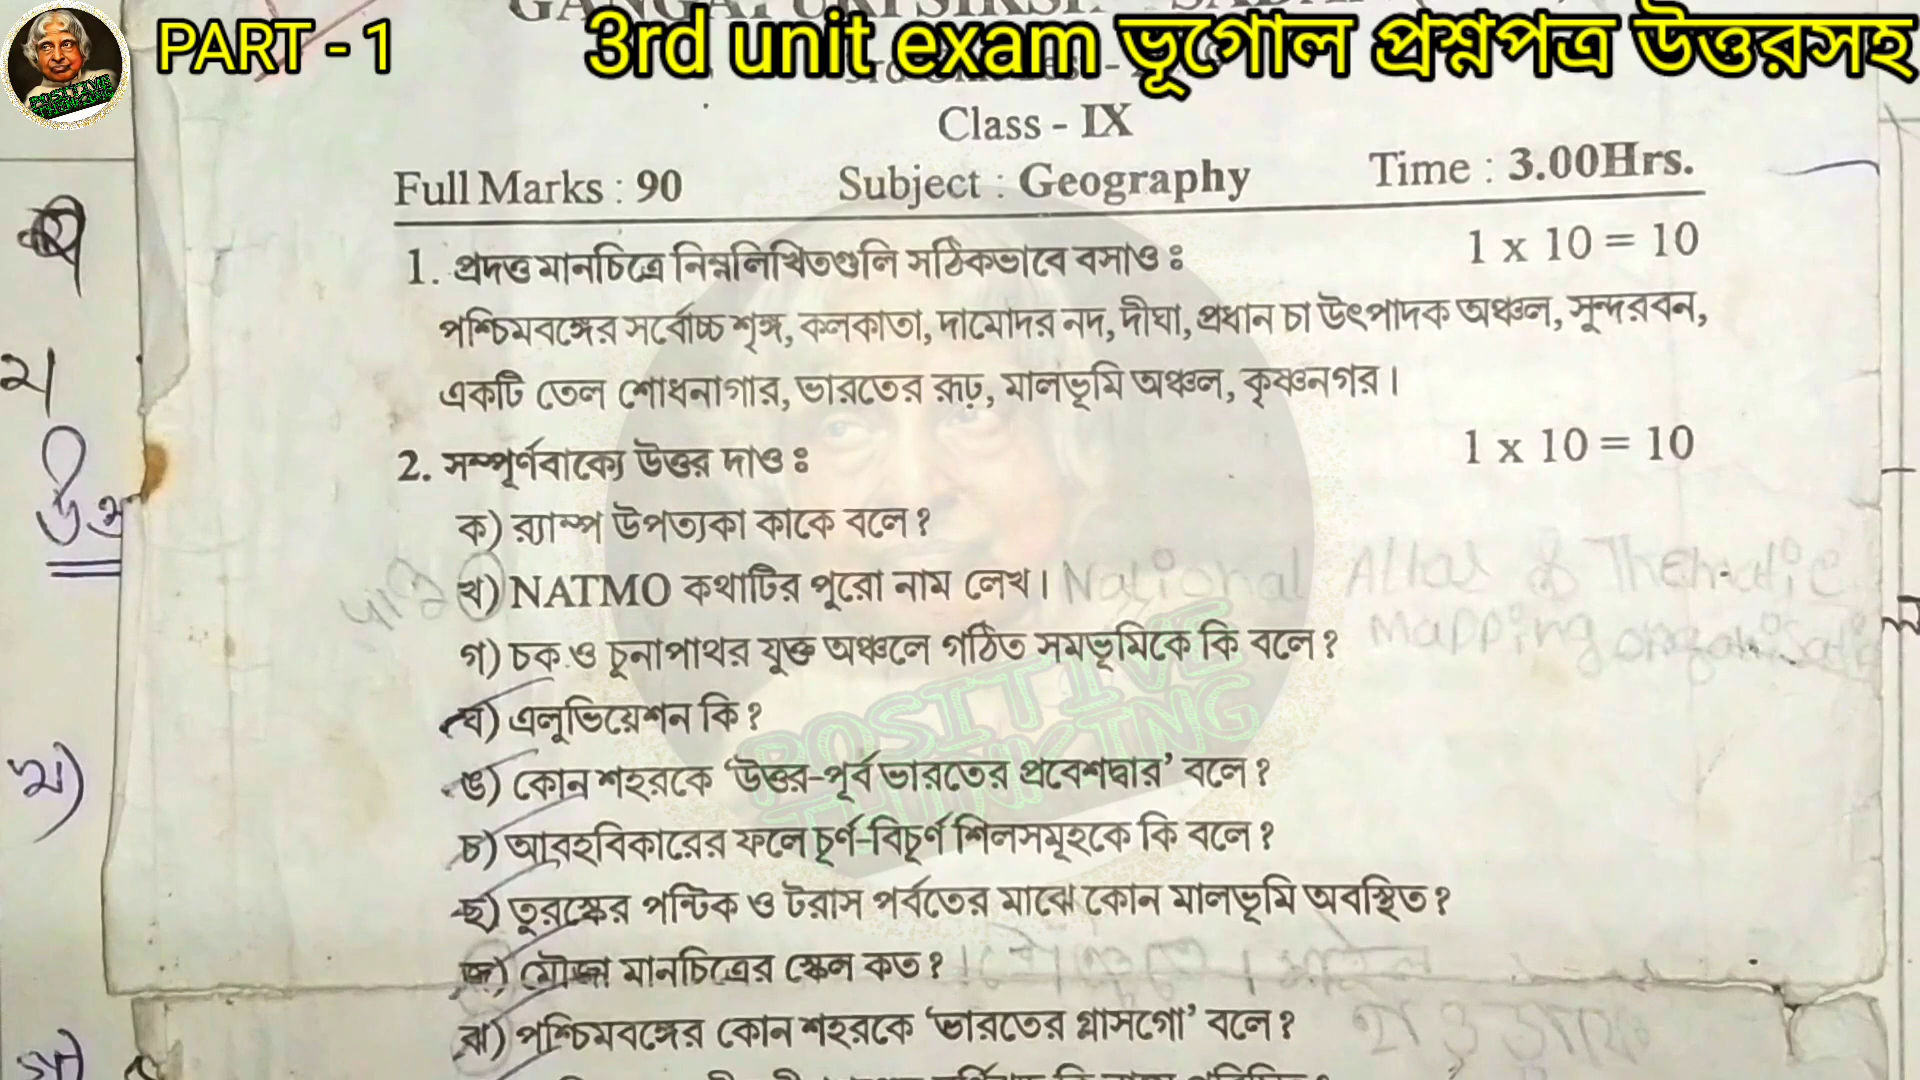 PART - 1
3rd unit exam ভূগোল প্রশ্নপত্র উত্তরসহ
Class - IX
Full Marks : 90 Subject : Geography Time : 3.00Hrs.
1. প্রদত্ত মানচিত্রে নিম্নলিখিতগুলি সঠিকভাবে বসাও ঃ 1 x 10 = 10
পশ্চিমবঙ্গের সর্বোচ্চ শৃঙ্গ, কলকাতা, দামোদর নদ, দীঘা, প্রধান চা উৎপাদক অঞ্চল, সুন্দরবন,
একটি তেল শোধনাগার, ভারতের রূঢ়, মালভূমি অঞ্চল, কৃষ্ণনগর।
2. সম্পূর্ণবাক্যে উত্তর দাও ঃ 1 x 10 = 10
ক) র‍্যাম্প উপত্যকা কাকে বলে ?
খ) NATMO কথাটির পুরো নাম লেখ। National Atlas & Thematic
Mapping organisatio
গ) চক ও চুনাপাথর যুক্ত অঞ্চলে গঠিত সমভূমিকে কি বলে ?
ঘ) এলুভিয়েশন কি ?
ঙ) কোন শহরকে ‘উত্তর-পূর্ব ভারতের প্রবেশদ্বার’ বলে ?
চ) আবহবিকারের ফলে চূর্ণ-বিচূর্ণ শিলসমূহকে কি বলে ?
ছ) তুরস্কের পন্টিক ও টরাস পর্বতের মাঝে কোন মালভূমি অবস্থিত ?
জ) মৌজা মানচিত্রের স্কেল কত ?
ঝ) পশ্চিমবঙ্গের কোন শহরকে ‘ভারতের গ্লাসগো’ বলে ?
হাওড়াকে
POSITIVE
THINKING